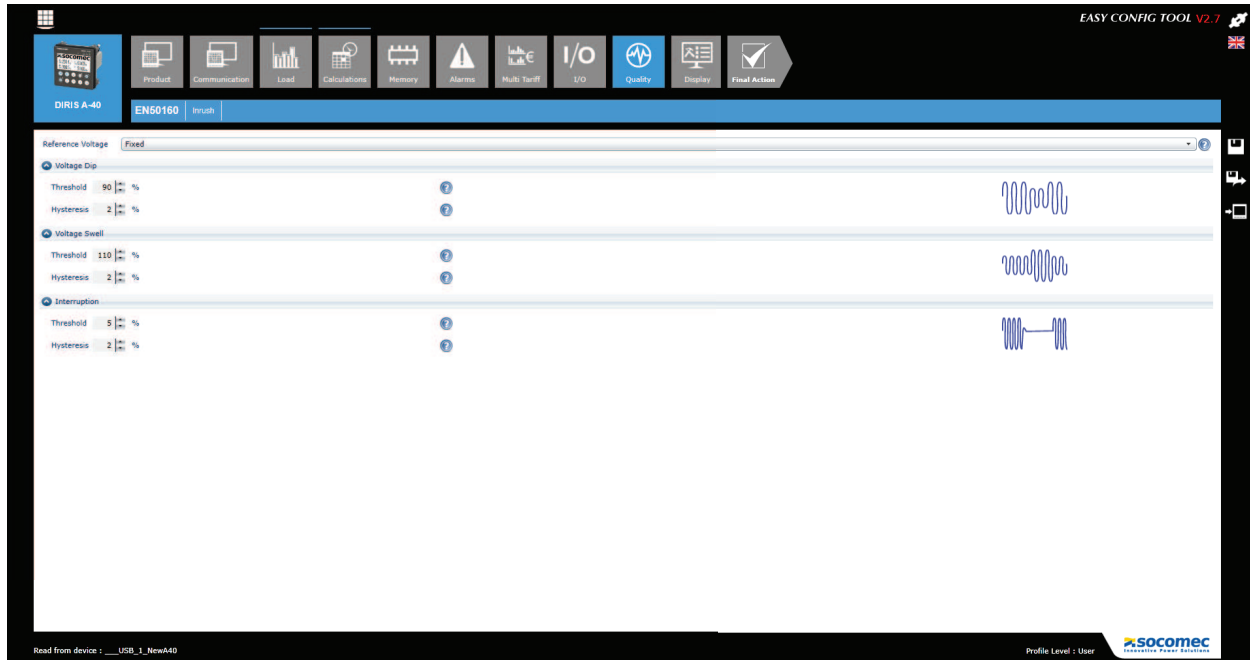 EASY CONFIG TOOL V2.7
Product
Communication
Load
Calculations
Memory
Alarms
Multi Tariff
I/O
I/O
Quality
Display
Final Action
DIRIS A-40
EN50160
Inrush
Reference Voltage Fixed
Voltage Dip
Threshold 90 %
Hysteresis 2 %
Voltage Swell
Threshold 110 %
Hysteresis 2 %
Interruption
Threshold 5 %
Hysteresis 2 %
Read from device : ___USB_1_NewA40
Profile Level : User
socomec
Innovative Power Solutions